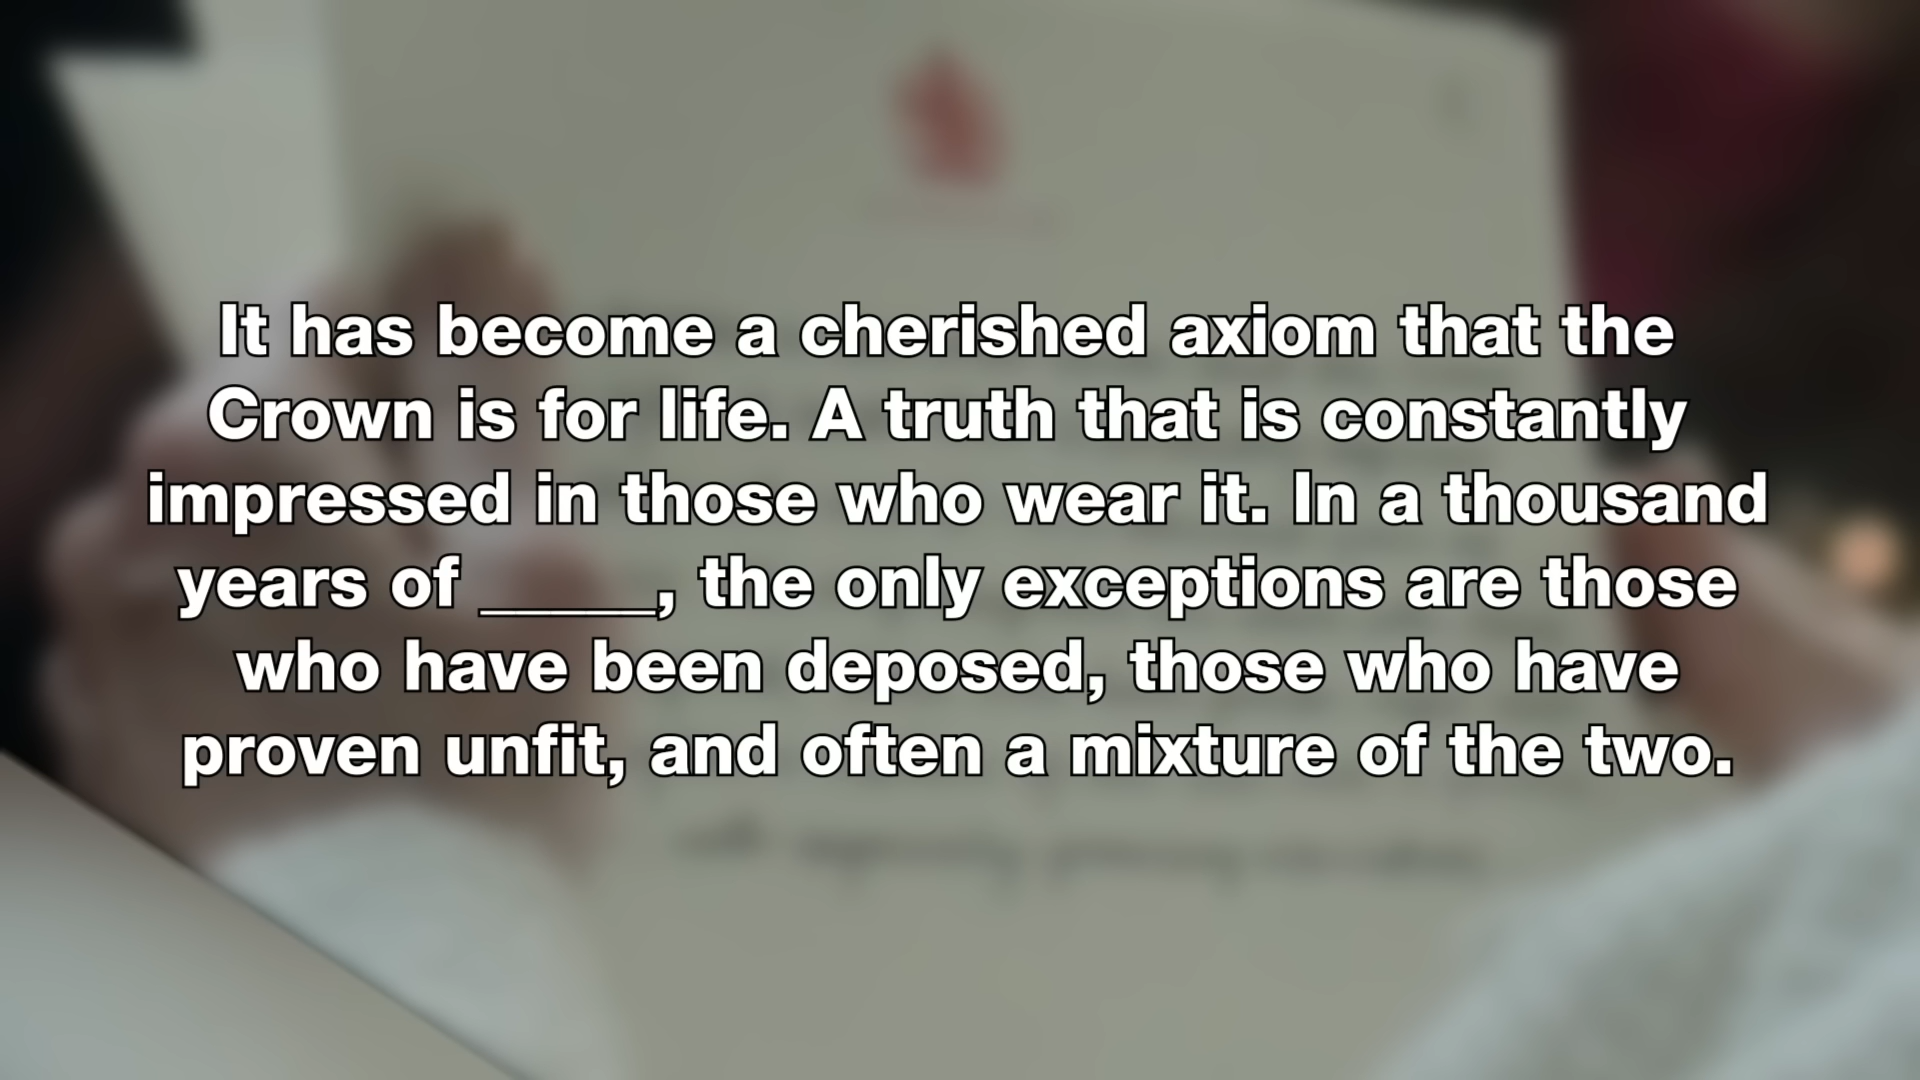 It has become a cherished axiom that the
Crown is for life. A truth that is constantly
impressed in those who wear it. In a thousand
years of _____, the only exceptions are those
who have been deposed, those who have
proven unfit, and often a mixture of the two.